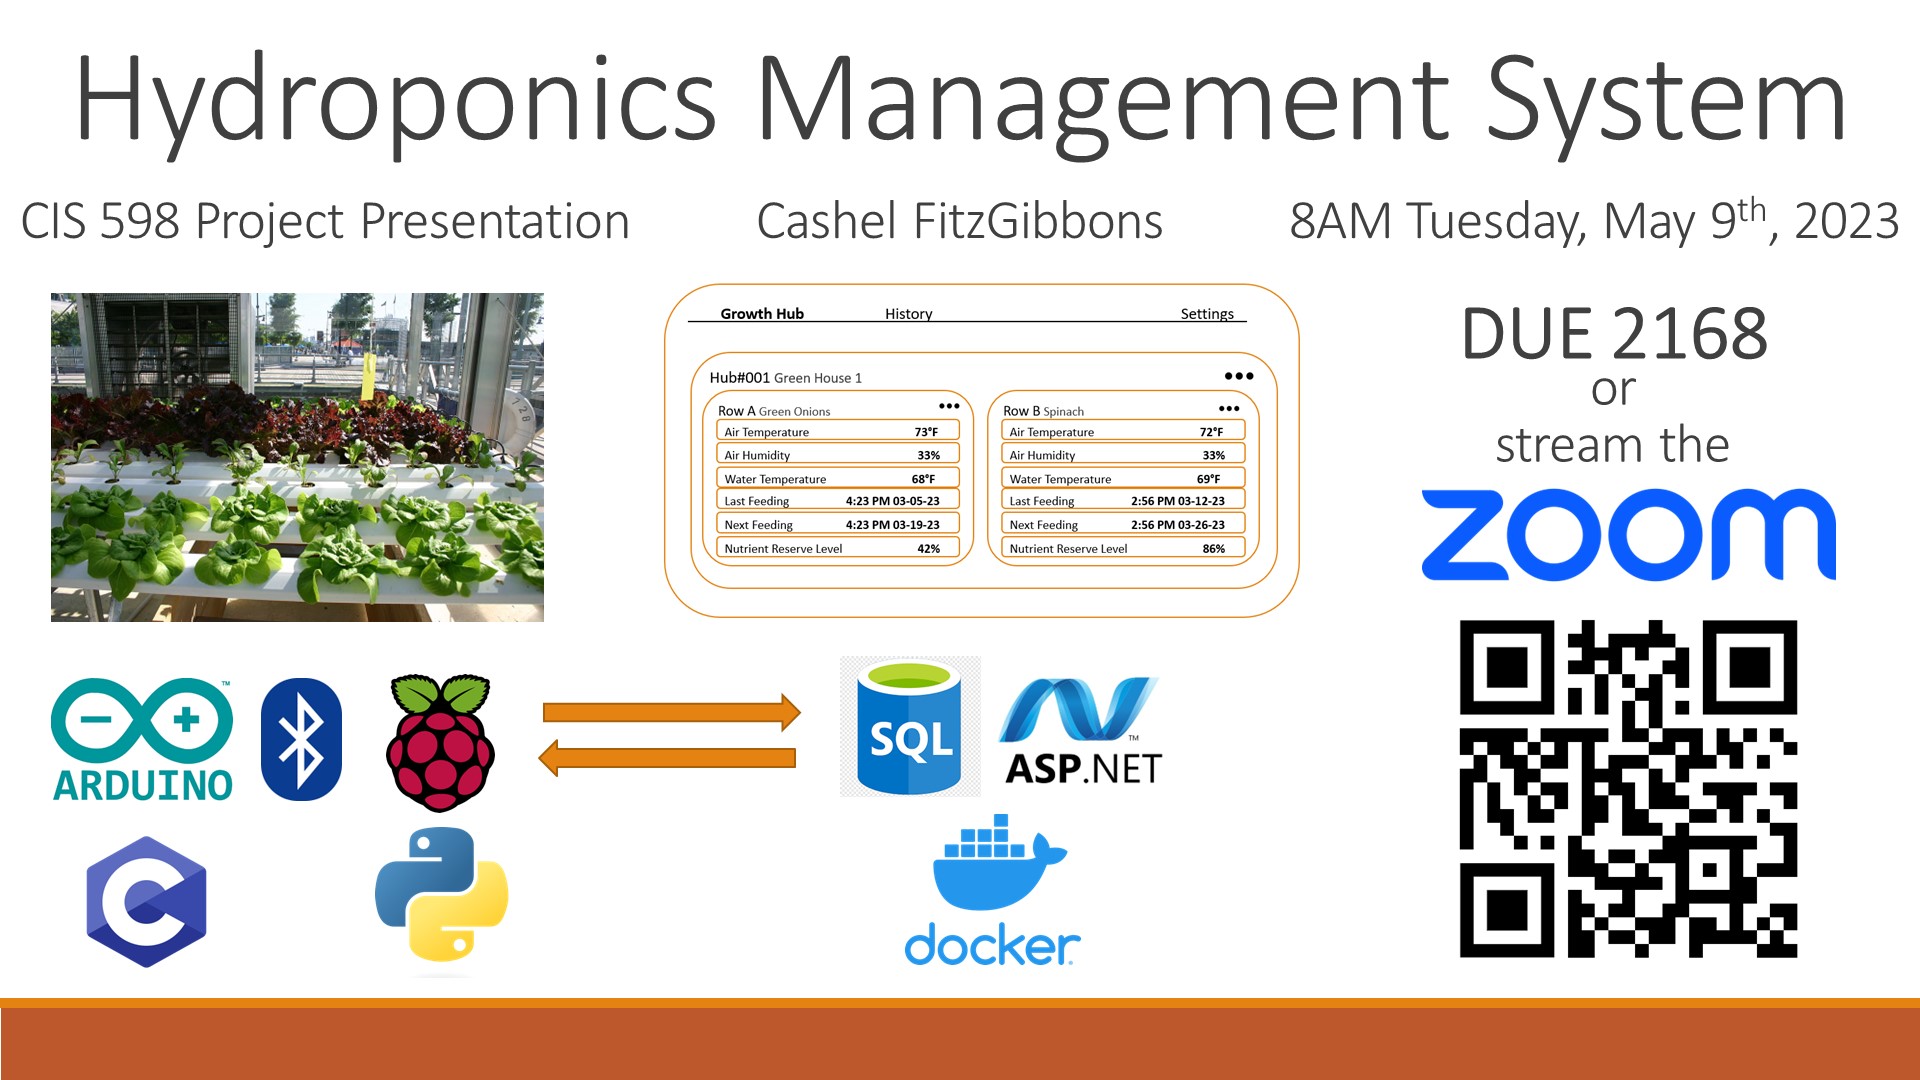 Hydroponics Management System
CIS 598 Project Presentation
Cashel FitzGibbons
8AM Tuesday, May 9th, 2023
Growth Hub History Settings
Hub#001 Green House 1
Row A Green Onions
Air Temperature 73°F
Air Humidity 33%
Water Temperature 68°F
Last Feeding 4:23 PM 03-05-23
Next Feeding 4:23 PM 03-19-23
Nutrient Reserve Level 42%
Row B Spinach
Air Temperature 72°F
Air Humidity 33%
Water Temperature 69°F
Last Feeding 2:56 PM 03-12-23
Next Feeding 2:56 PM 03-26-23
Nutrient Reserve Level 86%
DUE 2168
or
stream the
zoom
ARDUINO™
SQL
ASP.NET™
C
docker